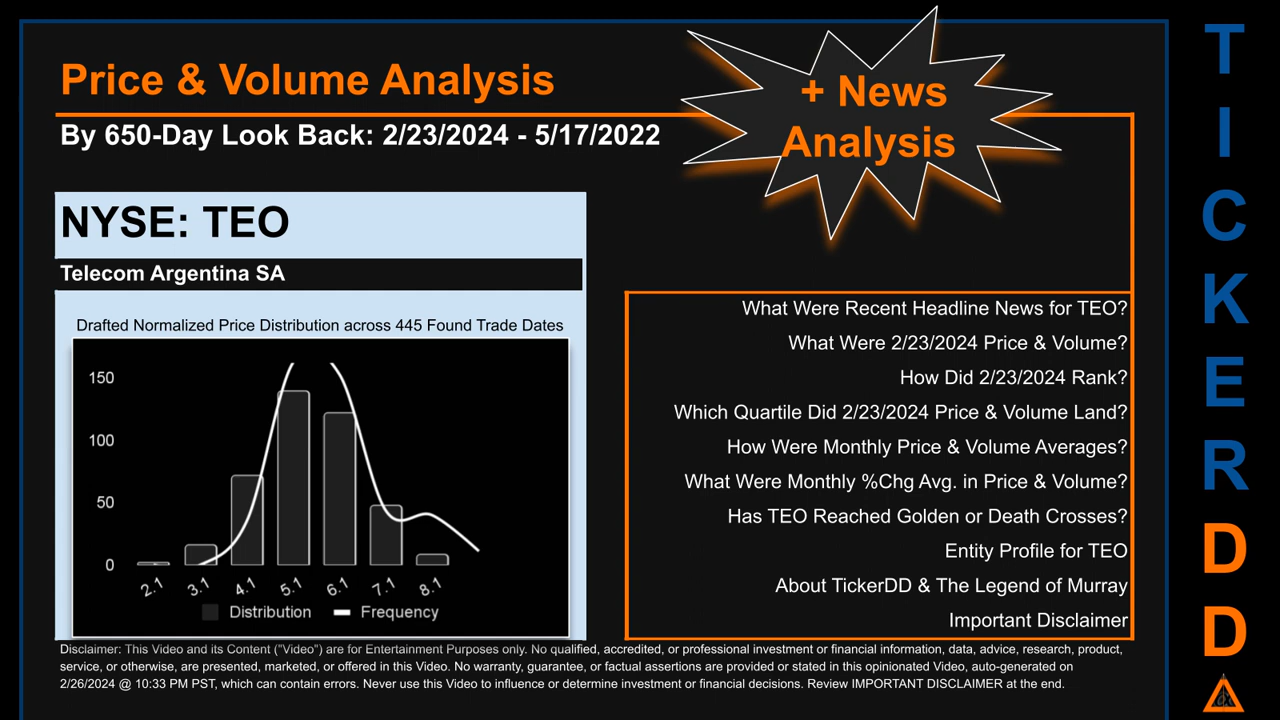 Price & Volume Analysis
+ News
Analysis
By 650-Day Look Back: 2/23/2024 - 5/17/2022
NYSE: TEO
Telecom Argentina SA
Drafted Normalized Price Distribution across 445 Found Trade Dates
150
100
50
0
2.1
3.1
4.1
5.1
6.1
7.1
8.1
Distribution
Frequency
What Were Recent Headline News for TEO?
What Were 2/23/2024 Price & Volume?
How Did 2/23/2024 Rank?
Which Quartile Did 2/23/2024 Price & Volume Land?
How Were Monthly Price & Volume Averages?
What Were Monthly %Chg Avg. in Price & Volume?
Has TEO Reached Golden or Death Crosses?
Entity Profile for TEO
About TickerDD & The Legend of Murray
Important Disclaimer
Disclaimer: This Video and its Content ("Video") are for Entertainment Purposes only. No qualified, accredited, or professional investment or financial information, data, advice, research, product,
service, or otherwise, are presented, marketed, or offered in this Video. No warranty, guarantee, or factual assertions are provided or stated in this opinionated Video, auto-generated on
2/26/2024 @ 10:33 PM PST, which can contain errors. Never use this Video to influence or determine investment or financial decisions. Review IMPORTANT DISCLAIMER at the end.
TICKERDD